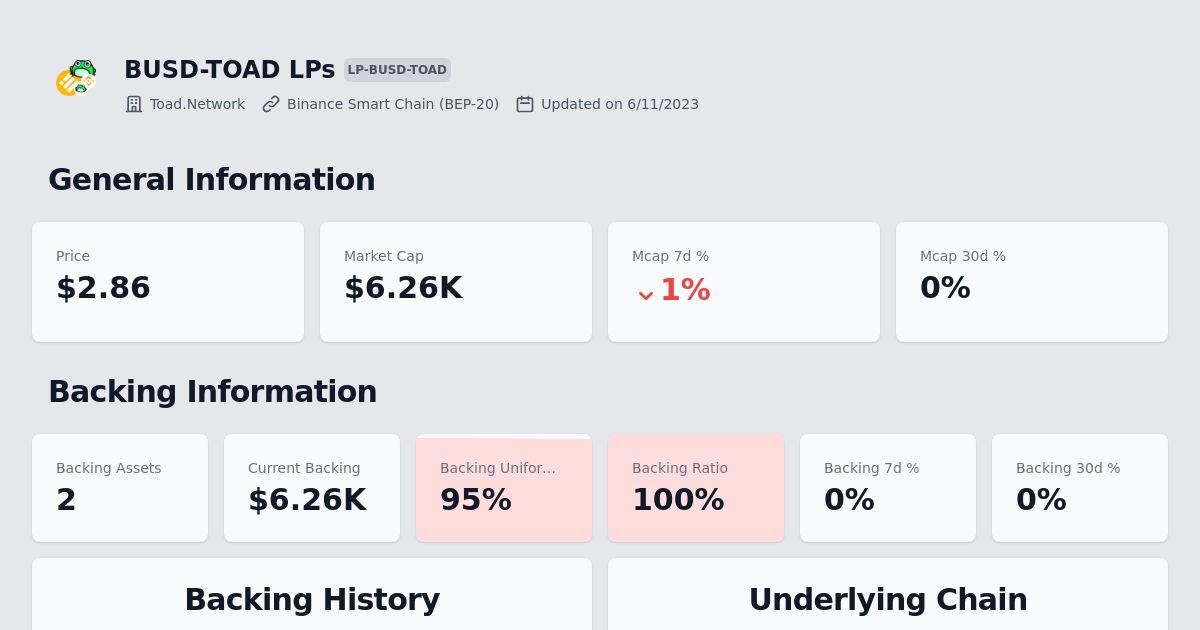 BUSD-TOAD LPs LP-BUSD-TOAD
Toad.Network Binance Smart Chain (BEP-20) Updated on 6/11/2023
General Information
Price Market Cap Mcap 7d % Mcap 30d %
$2.86 $6.26K 1% 0%
Backing Information
Backing Assets Current Backing Backing Unifor... Backing Ratio Backing 7d % Backing 30d %
2 $6.26K 95% 100% 0% 0%
Backing History Underlying Chain